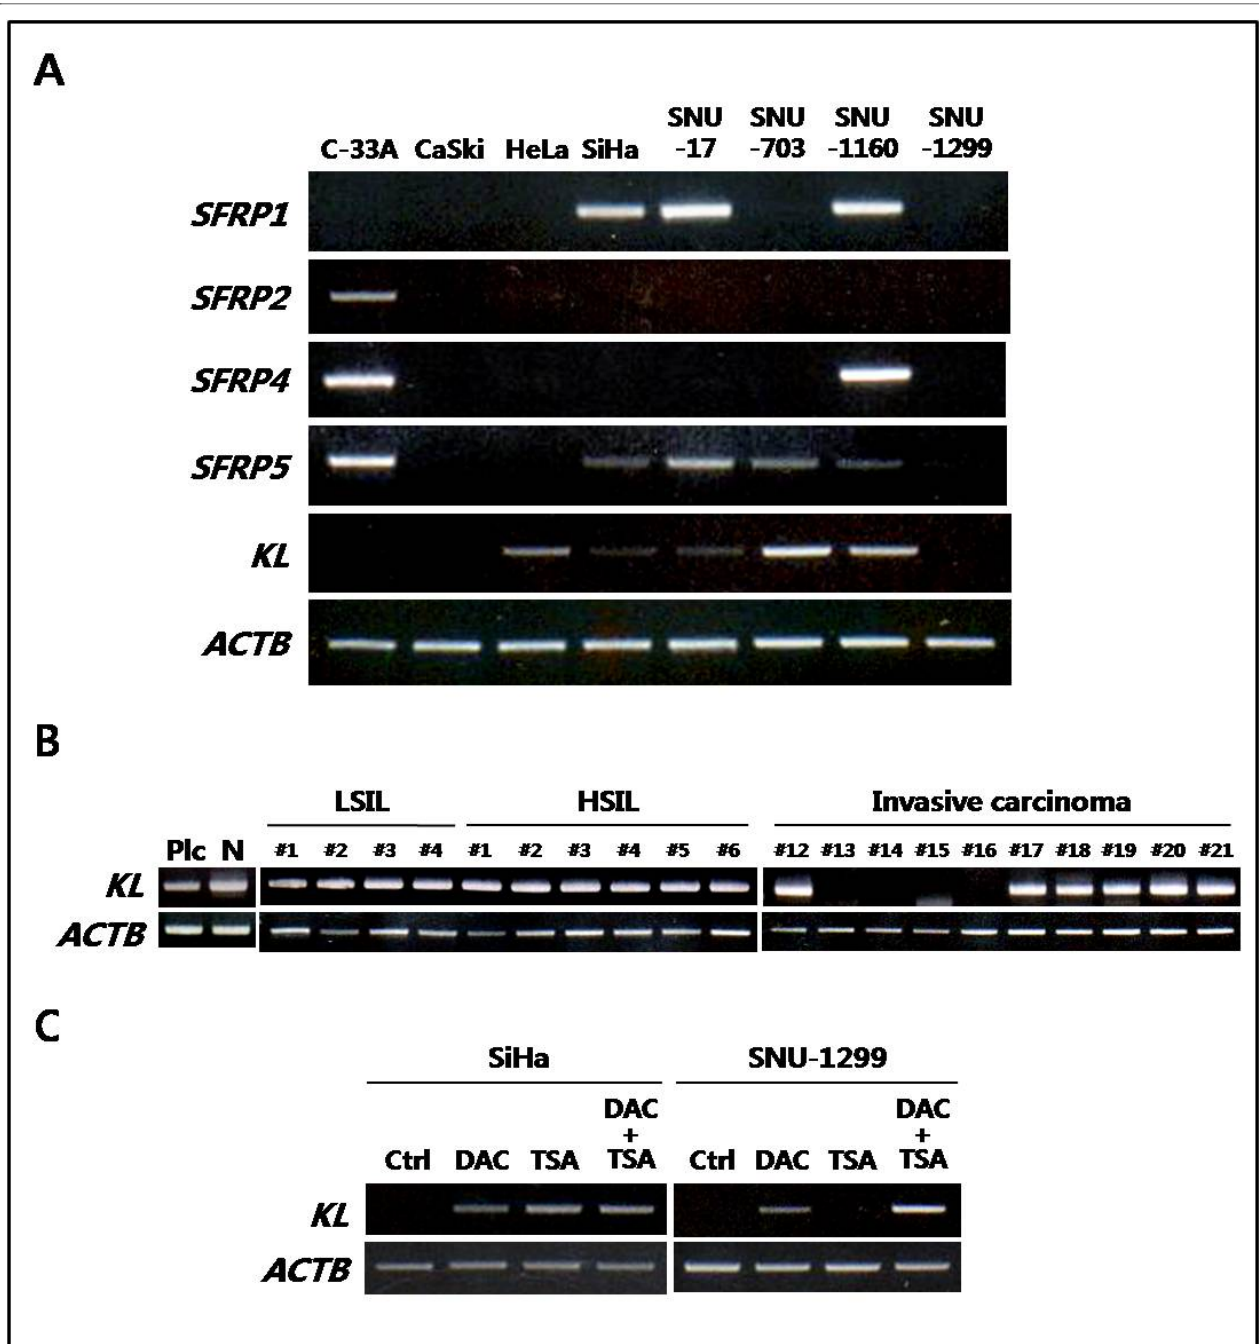 A
SNU SNU SNU SNU
C-33A CaSki HeLa SiHa -17 -703 -1160 -1299
SFRP1
SFRP2
SFRP4
SFRP5
KL
ACTB
B
LSIL HSIL Invasive carcinoma
Plc N #1 #2 #3 #4 #1 #2 #3 #4 #5 #6 #12 #13 #14 #15 #16 #17 #18 #19 #20 #21
KL
ACTB
C
SiHa SNU-1299
DAC DAC
+ +
Ctrl DAC TSA TSA Ctrl DAC TSA TSA
KL
ACTB